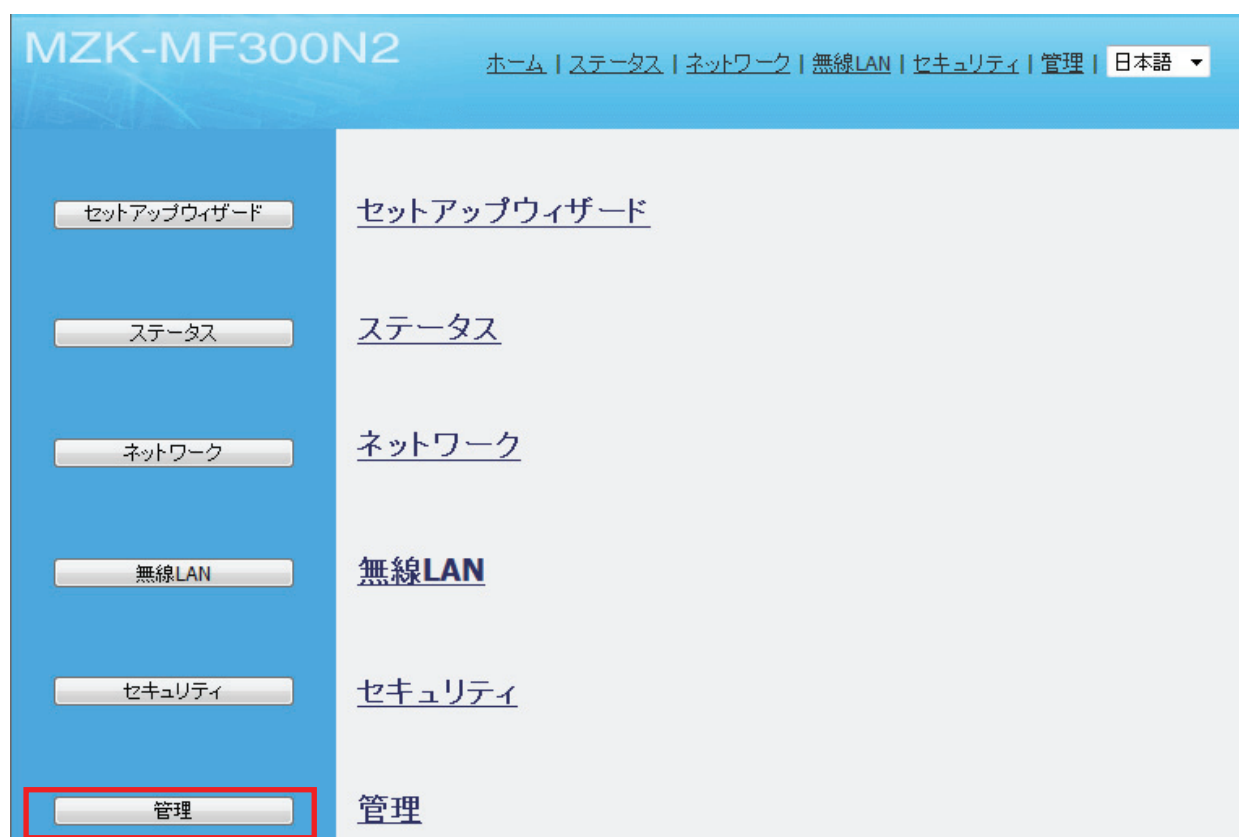 MZK-MF300N2
ホーム | ステータス | ネットワーク | 無線LAN | セキュリティ | 管理 | 日本語
セットアップウィザード セットアップウィザード
ステータス ステータス
ネットワーク ネットワーク
無線LAN 無線LAN
セキュリティ セキュリティ
管理 管理